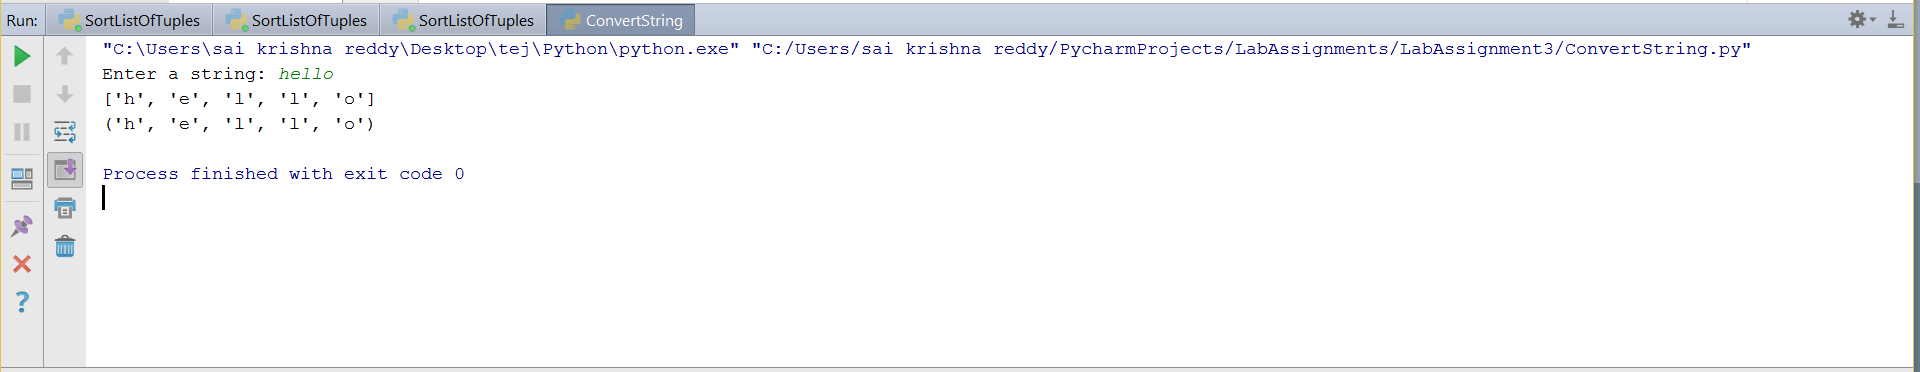 Run: SortListOfTuples SortListOfTuples SortListOfTuples ConvertString
"C:\Users\sai krishna reddy\Desktop\tej\Python\python.exe" "C:/Users/sai krishna reddy/PycharmProjects/LabAssignments/LabAssignment3/ConvertString.py"
Enter a string: hello
['h', 'e', 'l', 'l', 'o']
('h', 'e', 'l', 'l', 'o')
Process finished with exit code 0